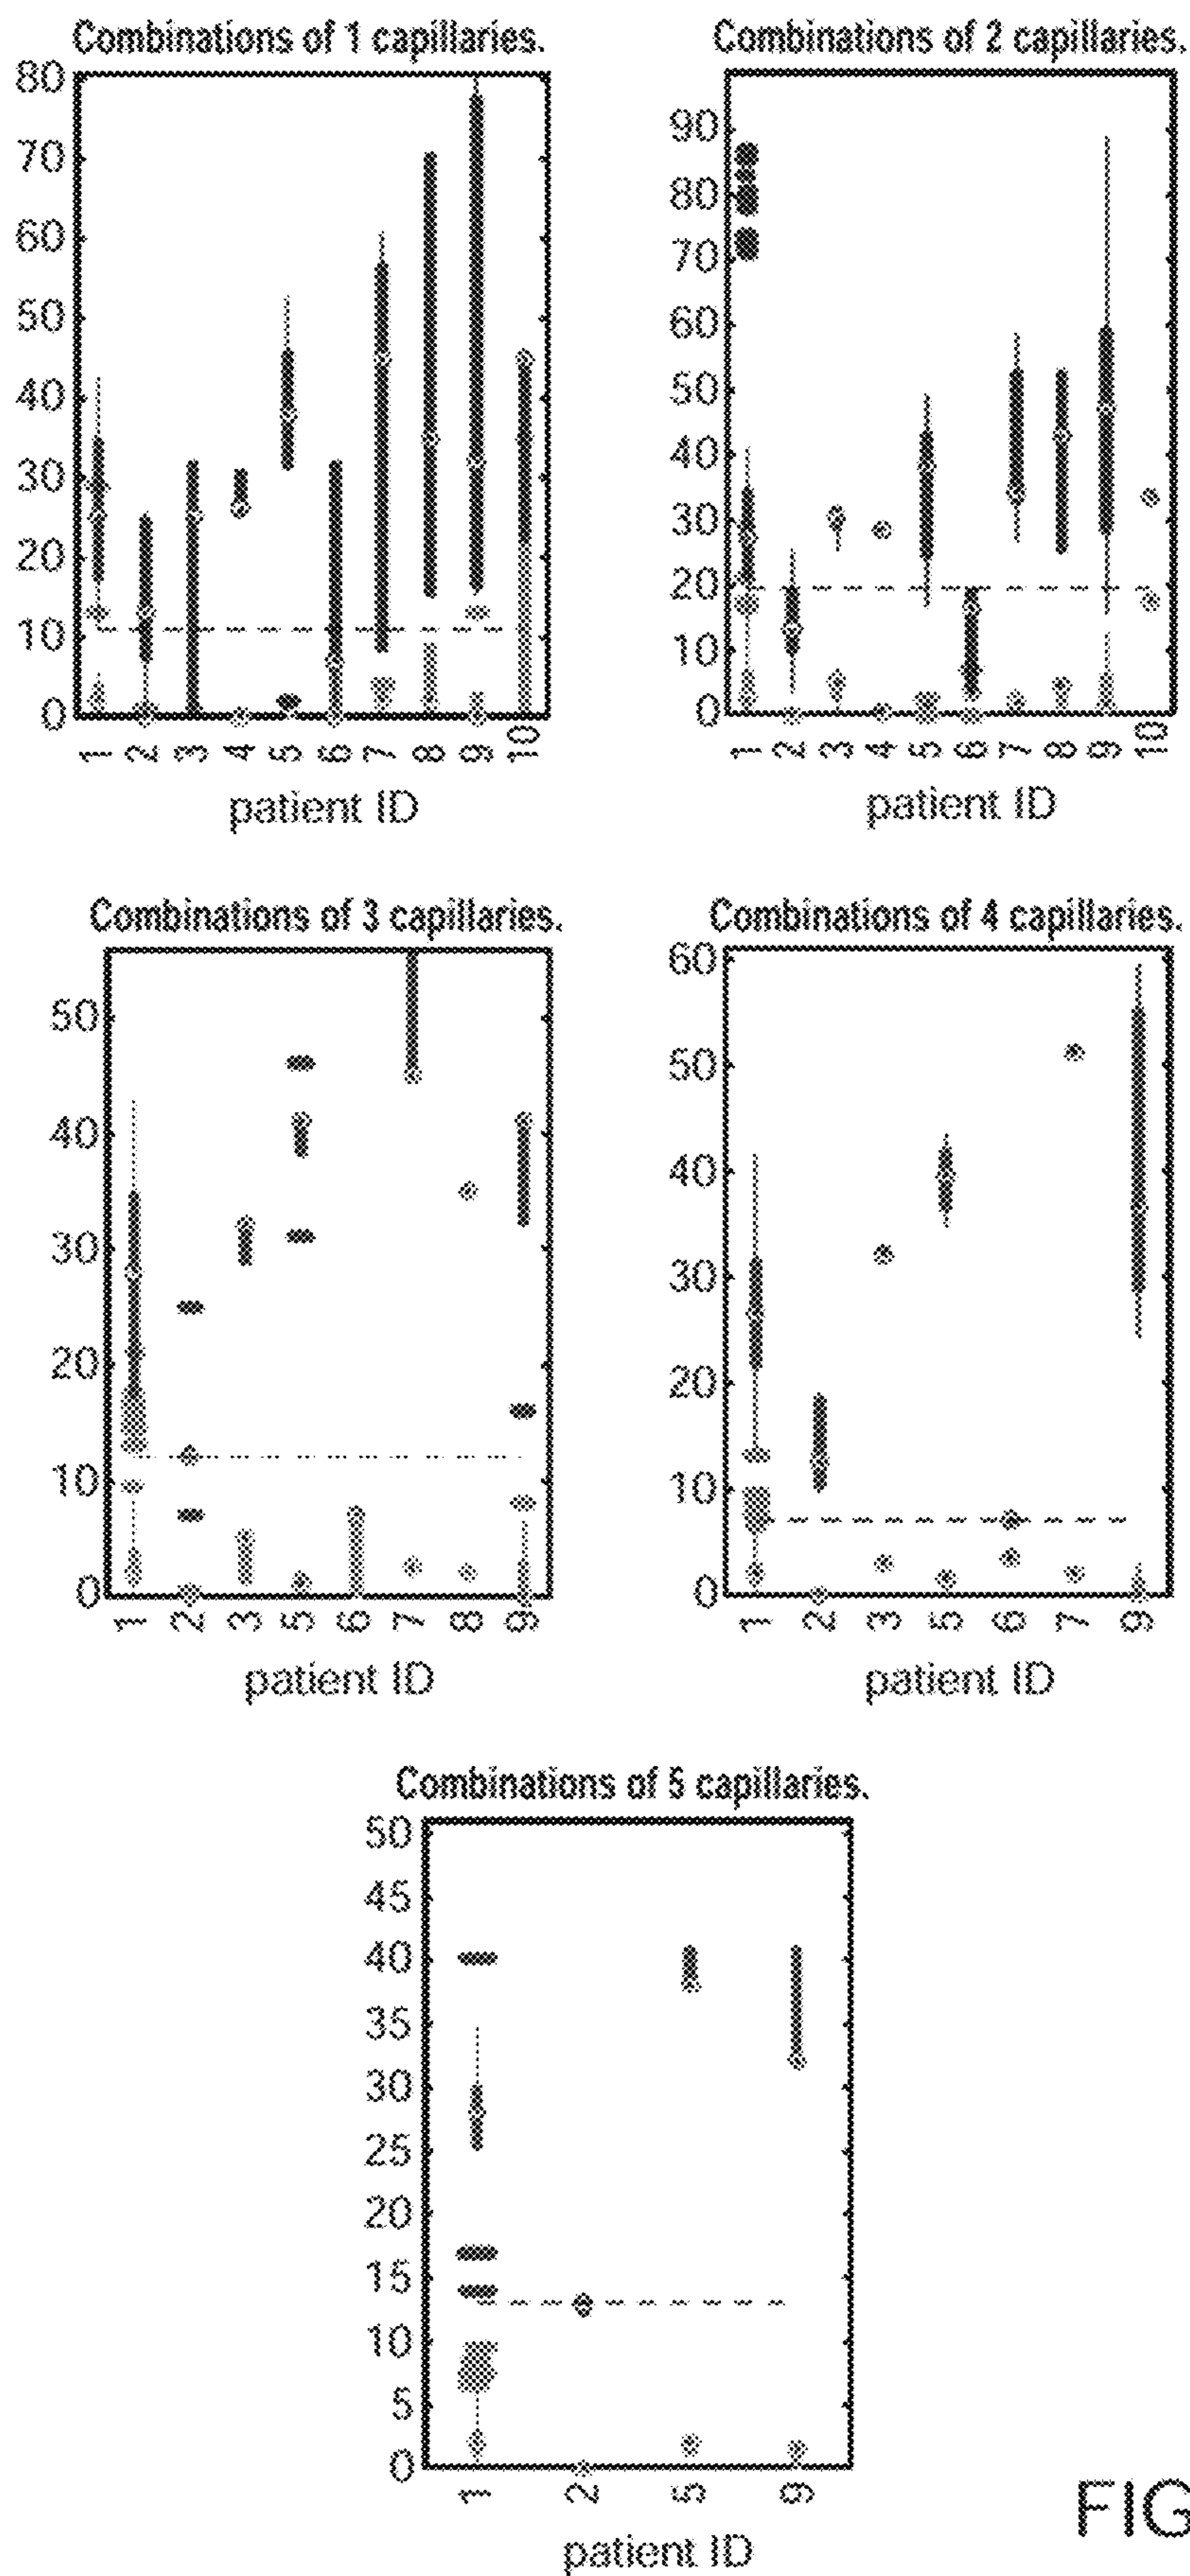 Combinations of 1 capillaries.
80
70
60
50
40
30
20
10
0
1 2 3 4 5 6 7 8 9 10
patient ID
Combinations of 2 capillaries.
90
80
70
60
50
40
30
20
10
0
1 2 3 4 5 6 7 8 9 10
patient ID
Combinations of 3 capillaries.
50
40
30
20
10
0
1 2 3 5 6 7 8 9
patient ID
Combinations of 4 capillaries.
60
50
40
30
20
10
0
1 2 3 5 6 7 9
patient ID
Combinations of 5 capillaries.
50
45
40
35
30
25
20
15
10
5
0
1 2 5 9
patient ID
FIG